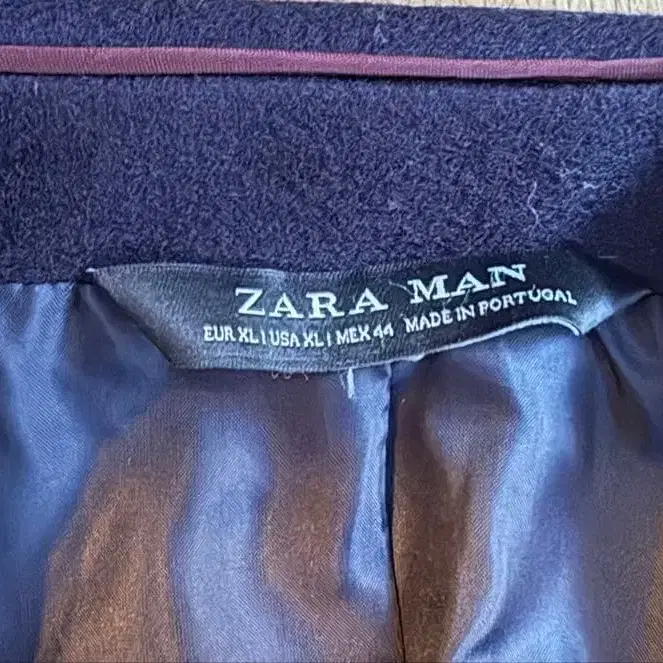 ZARA MAN
EUR XL | USA XL | MEX 44 MADE IN PORTUGAL